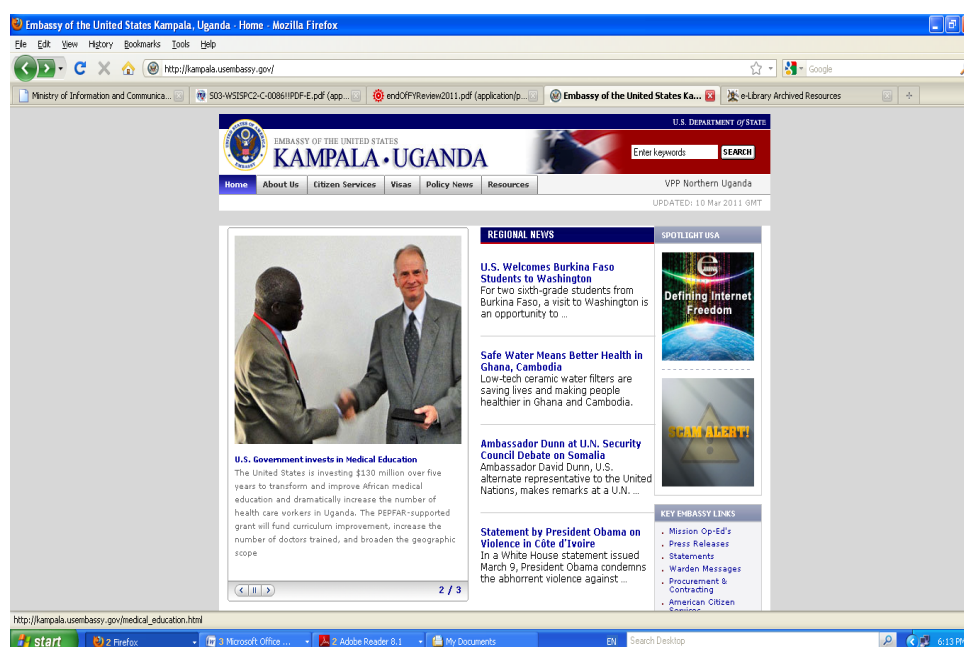 Embassy of the United States Kampala, Uganda - Home - Mozilla Firefox
File Edit View History Bookmarks Tools Help
http://kampala.usembassy.gov/
Google
Ministry of Information and Communica...
S03-WSISPC2-C-0086!!PDF-E.pdf (app...
endOfFYReview2011.pdf (application/p...
Embassy of the United States Ka...
e-Library Archived Resources
U.S. DEPARTMENT OF STATE
EMBASSY OF THE UNITED STATES
KAMPALA • UGANDA
Enter keywords SEARCH
Home About Us Citizen Services Visas Policy News Resources VPP Northern Uganda
UPDATED: 10 Mar 2011 GMT
U.S. Government invests in Medical Education
The United States is investing $130 million over five
years to transform and improve African medical
education and dramatically increase the number of
health care workers in Uganda. The PEPFAR-supported
grant will fund curriculum improvement, increase the
number of doctors trained, and broaden the geographic
scope
2 / 3
REGIONAL NEWS
U.S. Welcomes Burkina Faso
Students to Washington
For two sixth-grade students from
Burkina Faso, a visit to Washington is
an opportunity to ...
Safe Water Means Better Health in
Ghana, Cambodia
Low-tech ceramic water filters are
saving lives and making people
healthier in Ghana and Cambodia.
Ambassador Dunn at U.N. Security
Council Debate on Somalia
Ambassador David Dunn, U.S.
alternate representative to the United
Nations, makes remarks at a U.N. ...
Statement by President Obama on
Violence in Côte d'Ivoire
In a White House statement issued
March 9, President Obama condemns
the abhorrent violence against ...
SPOTLIGHT USA
Defining Internet
Freedom
SCAM ALERT!
KEY EMBASSY LINKS
Mission Op-Ed's
Press Releases
Statements
Warden Messages
Procurement &
Contracting
American Citizen
Services
http://kampala.usembassy.gov/medical_education.html
start
2 Firefox
3 Microsoft Office ...
2 Adobe Reader 8.1
My Documents
EN
Search Desktop
6:13 PM